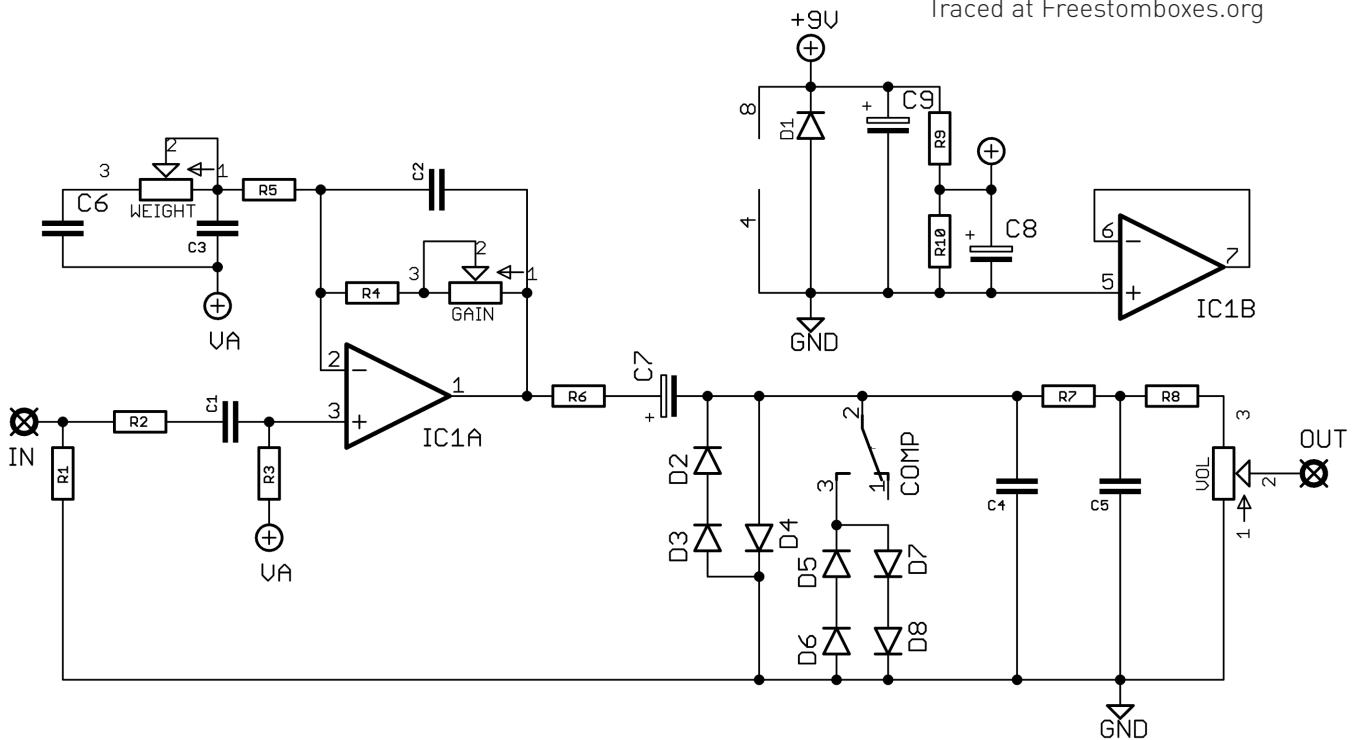 Traced at Freestomboxes.org
+9V
8
D1
+
C9
R9
4
R10
+
C8
GND
6
-
5
+
7
IC1B
2
3
1
C6
WEIGHT
R5
C3
VA
C2
R4
3
2
1
GAIN
2
-
3
+
1
IC1A
IN
R1
R2
C1
R3
VA
R6
C7
+
D2
D3
D4
2
3
1
COMP
D5
D6
D7
D8
C4
R7
C5
R8
3
VOL
2
1
OUT
GND